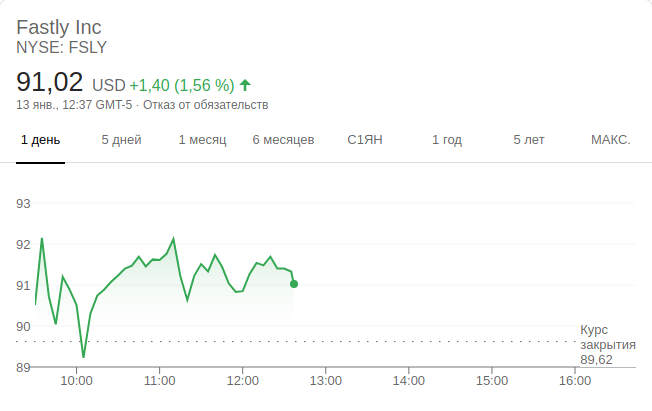 Fastly Inc
NYSE: FSLY
91,02 USD +1,40 (1,56 %)
13 янв., 12:37 GMT-5 · Отказ от обязательств
1 день 5 дней 1 месяц 6 месяцев С1ЯН 1 год 5 лет МАКС.
93
92
91
90
Курс
закрытия
89,62
89
10:00 11:00 12:00 13:00 14:00 15:00 16:00